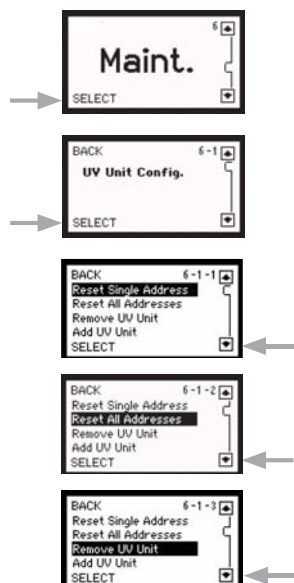 6
Maint.
SELECT
BACK 6-1
UV Unit Config.
SELECT
BACK 6-1-1
Reset Single Address
Reset All Addresses
Remove UV Unit
Add UV Unit
SELECT
BACK 6-1-2
Reset Single Address
Reset All Addresses
Remove UV Unit
Add UV Unit
SELECT
BACK 6-1-3
Reset Single Address
Reset All Addresses
Remove UV Unit
Add UV Unit
SELECT